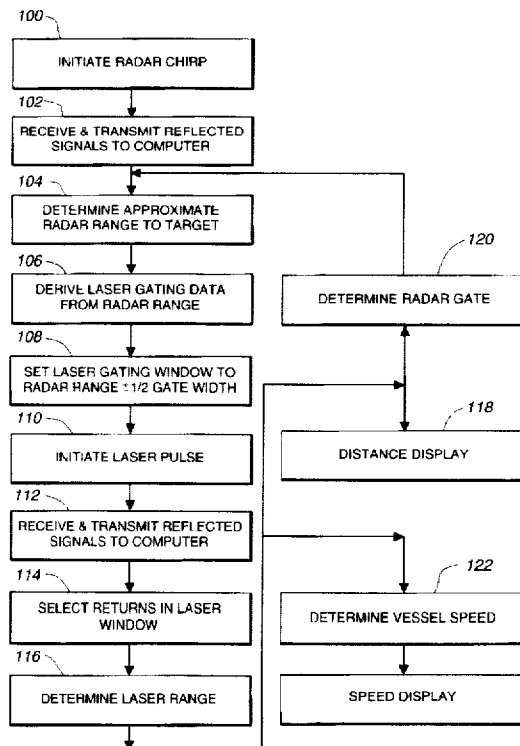 100
INITIATE RADAR CHIRP
102
RECEIVE & TRANSMIT REFLECTED
SIGNALS TO COMPUTER
104
DETERMINE APPROXIMATE
RADAR RANGE TO TARGET
106
DERIVE LASER GATING DATA
FROM RADAR RANGE
108
SET LASER GATING WINDOW TO
RADAR RANGE ±1/2 GATE WIDTH
110
INITIATE LASER PULSE
112
RECEIVE & TRANSMIT REFLECTED
SIGNALS TO COMPUTER
114
SELECT RETURNS IN LASER
WINDOW
116
DETERMINE LASER RANGE
120
DETERMINE RADAR GATE
118
DISTANCE DISPLAY
122
DETERMINE VESSEL SPEED
SPEED DISPLAY